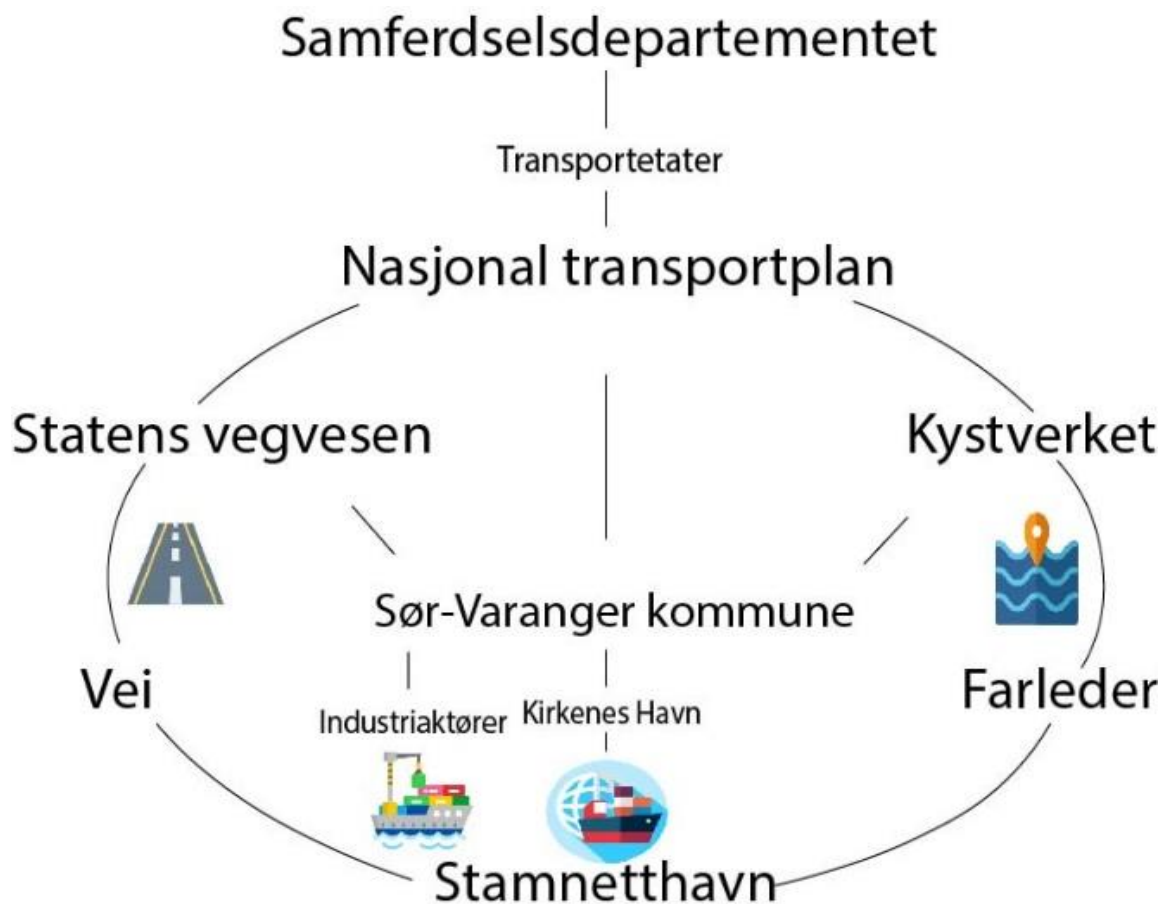 Samferdselsdepartementet
Transportetater
Nasjonal transportplan
Statens vegvesen
Kystverket
Sør-Varanger kommune
Vei
Farleder
Industriaktører
Kirkenes Havn
Stamnetthavn